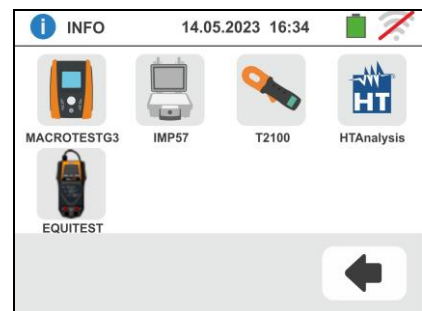 i INFO 14.05.2023 16:34
MACROTESTG3 IMP57 T2100 HT HTAnalysis
EQUITEST